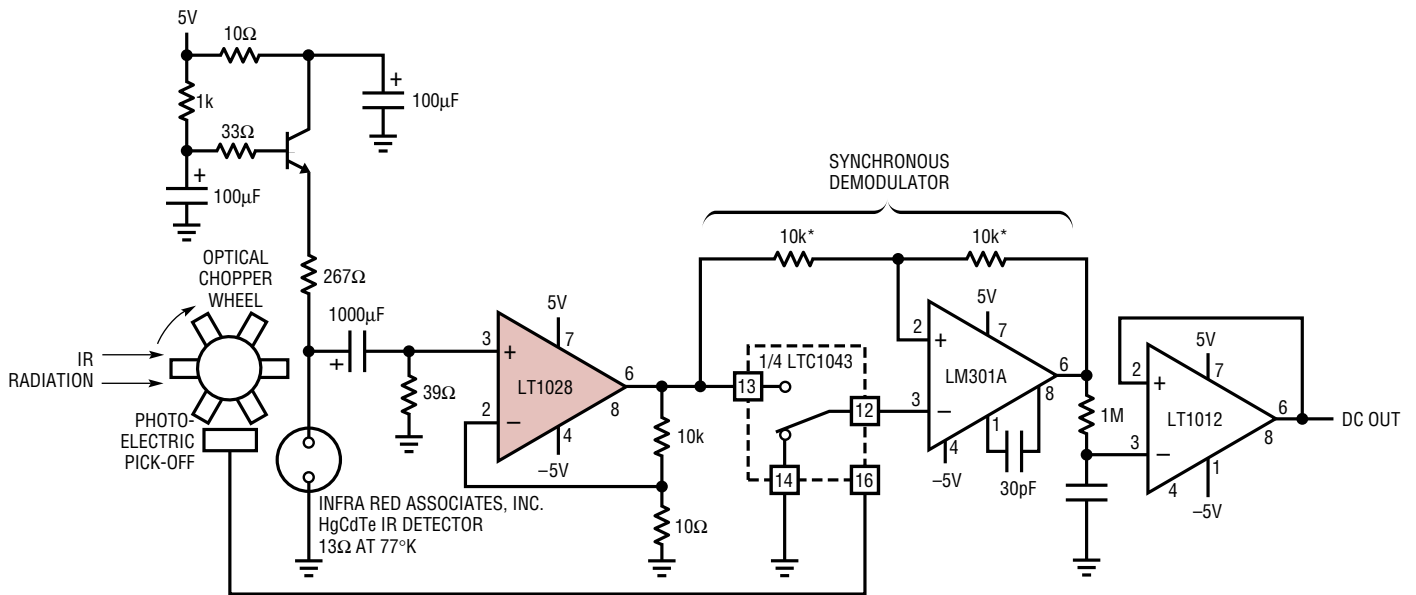 5V
10Ω
1k
+
100µF
33Ω
+
100µF
OPTICAL
CHOPPER
WHEEL
267Ω
1000µF
+
IR
RADIATION
PHOTO-
ELECTRIC
PICK-OFF
39Ω
INFRA RED ASSOCIATES, INC.
HgCdTe IR DETECTOR
13Ω AT 77°K
5V
7
3
+
LT1028
6
8
2
–
4
–5V
10k
10Ω
SYNCHRONOUS
DEMODULATOR
10k*
10k*
1/4 LTC1043
13
12
14
16
5V
7
2
+
LM301A
6
3
–
8
1
4
–5V
30pF
1M
5V
7
2
+
LT1012
6
8
3
–
1
4
–5V
DC OUT